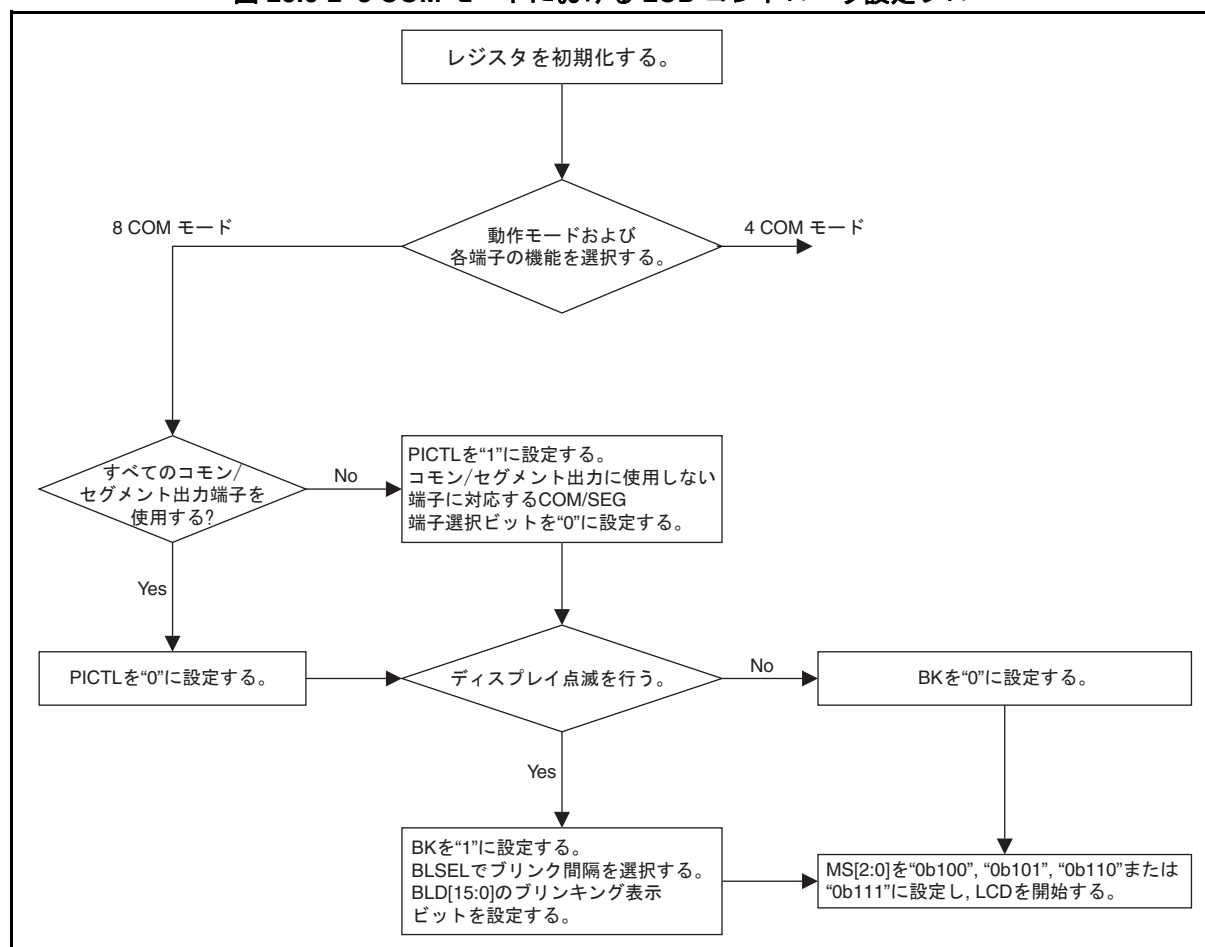 レジスタを初期化する。
8 COM モード
動作モードおよび
各端子の機能を選択する。
4 COM モード
すべてのコモン/
セグメント出力端子を
使用する?
No
PICTLを“1”に設定する。
コモン/セグメント出力に使用しない
端子に対応するCOM/SEG
端子選択ビットを“0”に設定する。
Yes
PICTLを“0”に設定する。
ディスプレイ点滅を行う。
No
BKを“0”に設定する。
Yes
BKを“1”に設定する。
BLSELでブリンク間隔を選択する。
BLD[15:0]のブリンキング表示
ビットを設定する。
MS[2:0]を“0b100”, “0b101”, “0b110”または
“0b111”に設定し, LCDを開始する。